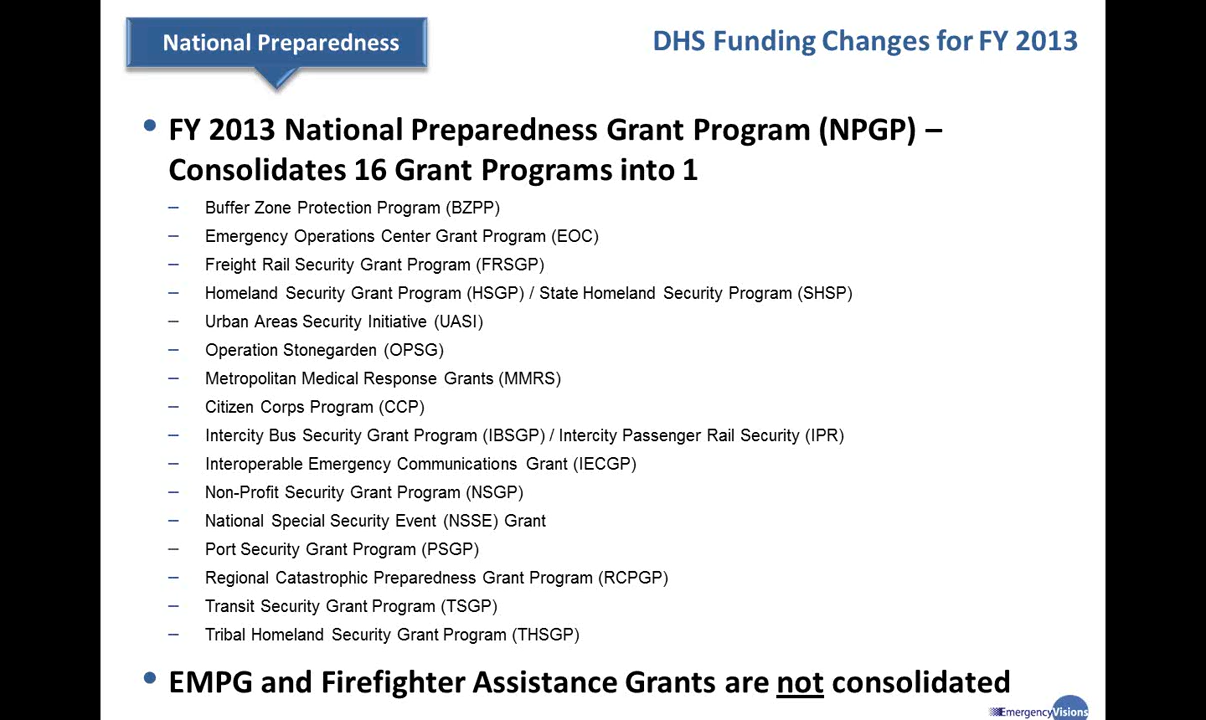 National Preparedness
DHS Funding Changes for FY 2013
• FY 2013 National Preparedness Grant Program (NPGP) –
Consolidates 16 Grant Programs into 1
– Buffer Zone Protection Program (BZPP)
– Emergency Operations Center Grant Program (EOC)
– Freight Rail Security Grant Program (FRSGP)
– Homeland Security Grant Program (HSGP) / State Homeland Security Program (SHSP)
– Urban Areas Security Initiative (UASI)
– Operation Stonegarden (OPSG)
– Metropolitan Medical Response Grants (MMRS)
– Citizen Corps Program (CCP)
– Intercity Bus Security Grant Program (IBSGP) / Intercity Passenger Rail Security (IPR)
– Interoperable Emergency Communications Grant (IECGP)
– Non-Profit Security Grant Program (NSGP)
– National Special Security Event (NSSE) Grant
– Port Security Grant Program (PSGP)
– Regional Catastrophic Preparedness Grant Program (RCPGP)
– Transit Security Grant Program (TSGP)
– Tribal Homeland Security Grant Program (THSGP)
• EMPG and Firefighter Assistance Grants are not consolidated
EmergencyVisions